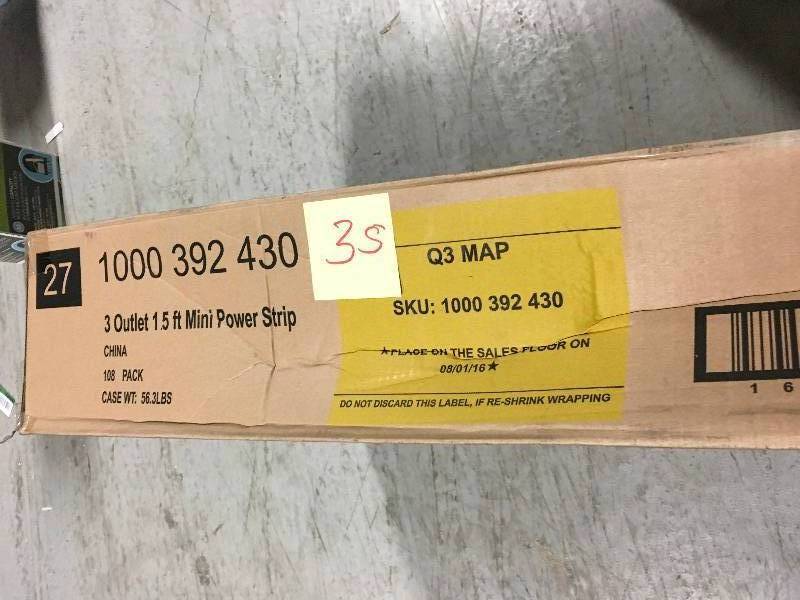 27
1000 392 430
3 Outlet 1.5 ft Mini Power Strip
CHINA
108 PACK
CASE WT: 56.3LBS
3S
Q3 MAP
SKU: 1000 392 430
★PLACE ON THE SALES FLOOR ON
08/01/16★
DO NOT DISCARD THIS LABEL, IF RE-SHRINK WRAPPING
1 6